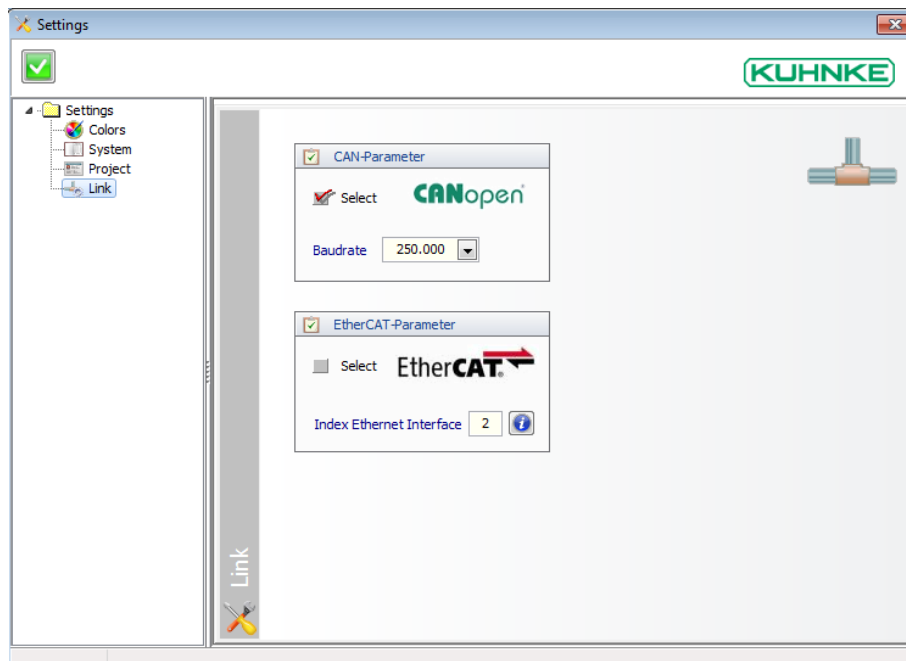 Settings
KUHNKE
Settings
Colors
System
Project
Link
CAN-Parameter
Select CANopen
Baudrate 250.000
EtherCAT-Parameter
Select EtherCAT®
Index Ethernet Interface 2 i
Link